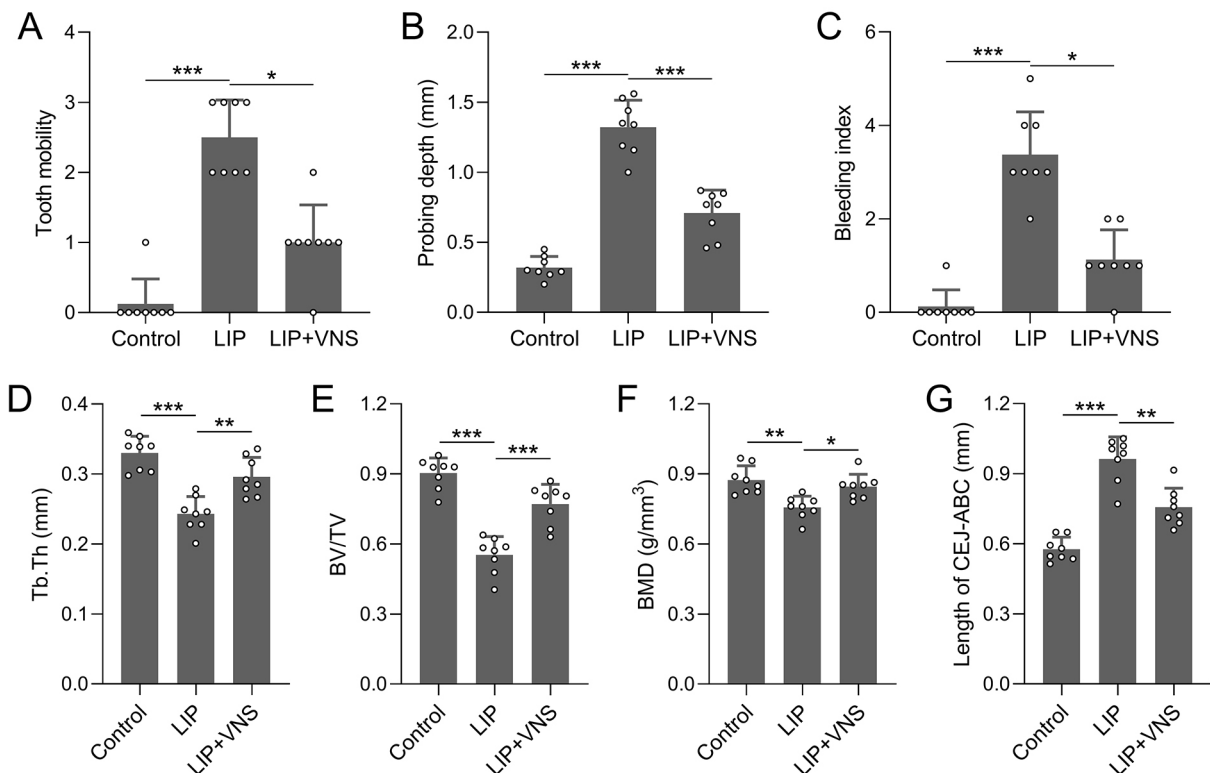 A
Tooth mobility
4
3
2
1
0
***
*
Control
LIP
LIP+VNS
B
Probing depth (mm)
2.0
1.5
1.0
0.5
0.0
***
***
Control
LIP
LIP+VNS
C
Bleeding index
6
4
2
0
***
*
Control
LIP
LIP+VNS
D
Tb.Th (mm)
0.4
0.3
0.2
0.1
0.0
***
**
Control
LIP
LIP+VNS
E
BV/TV
1.2
0.9
0.6
0.3
0.0
***
***
Control
LIP
LIP+VNS
F
BMD (g/mm³)
1.2
0.9
0.6
0.3
0.0
**
*
Control
LIP
LIP+VNS
G
Length of CEJ-ABC (mm)
1.2
0.9
0.6
0.3
0.0
***
**
Control
LIP
LIP+VNS